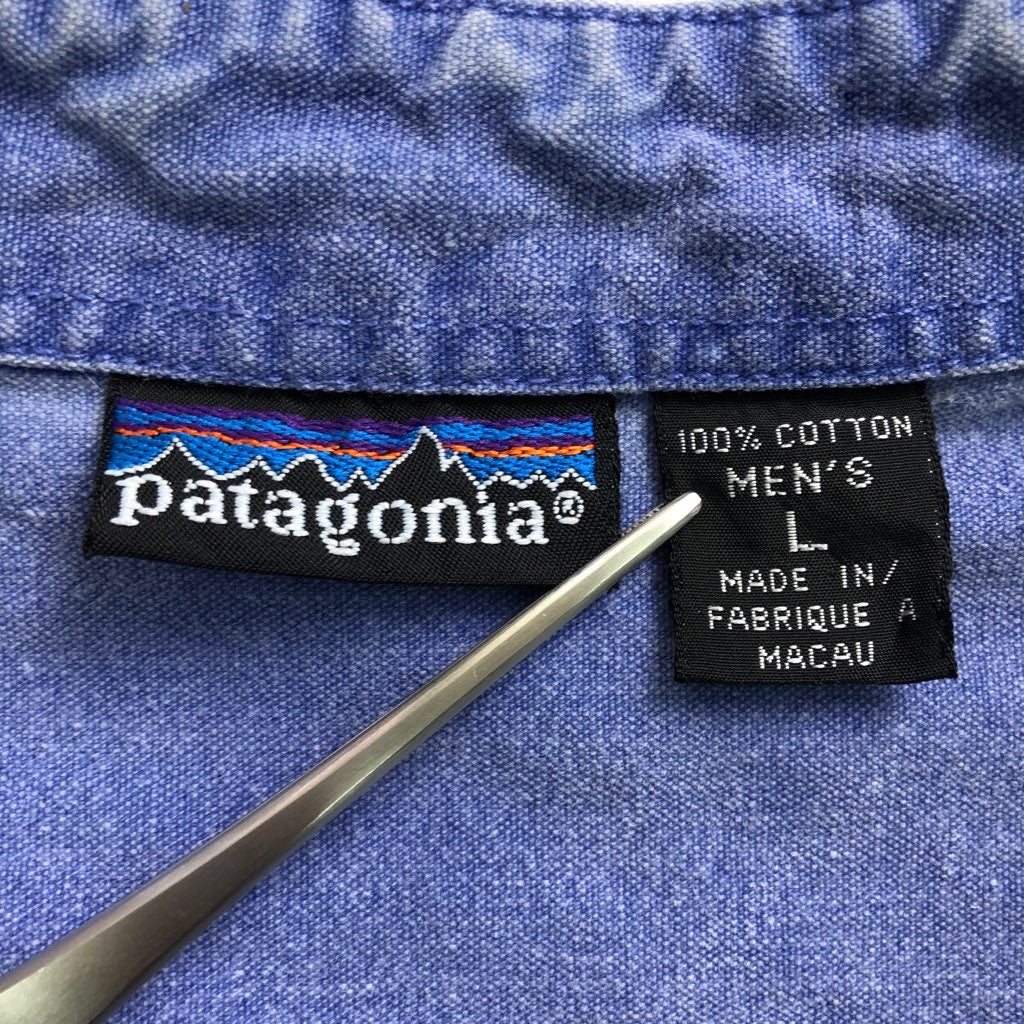 patagonia®
100% COTTON
MEN'S
L
MADE IN/
FABRIQUE A
MACAU